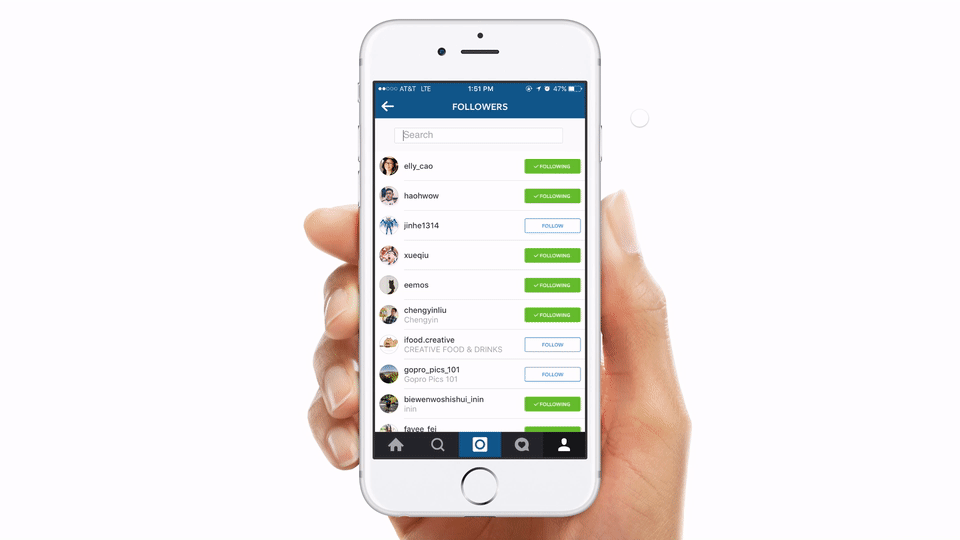 AT&T LTE 1:51 PM 47%
FOLLOWERS
Search
elly_cao ✓ FOLLOWING
haohwow ✓ FOLLOWING
jinhe1314 FOLLOW
xueqiu ✓ FOLLOWING
eemos ✓ FOLLOWING
chengyinliu ✓ FOLLOWING
Chengyin
ifood.creative FOLLOW
CREATIVE FOOD & DRINKS
gopro_pics_101 FOLLOW
Gopro Pics 101
biewenwoshishui_inin ✓ FOLLOWING
inin
fayee_fei